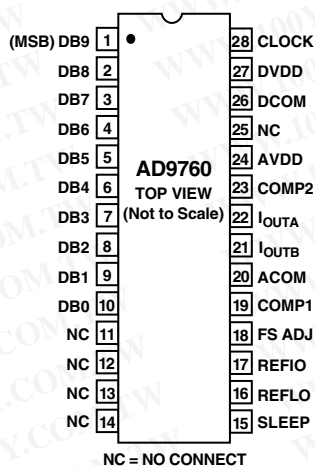 (MSB) DB9 1 28 CLOCK
DB8 2 27 DVDD
DB7 3 26 DCOM
DB6 4 25 NC
DB5 5 24 AVDD
DB4 6 23 COMP2
DB3 7 22 IOUTA
DB2 8 21 IOUTB
DB1 9 20 ACOM
DB0 10 19 COMP1
NC 11 18 FS ADJ
NC 12 17 REFIO
NC 13 16 REFLO
NC 14 15 SLEEP
AD9760
TOP VIEW
(Not to Scale)
NC = NO CONNECT